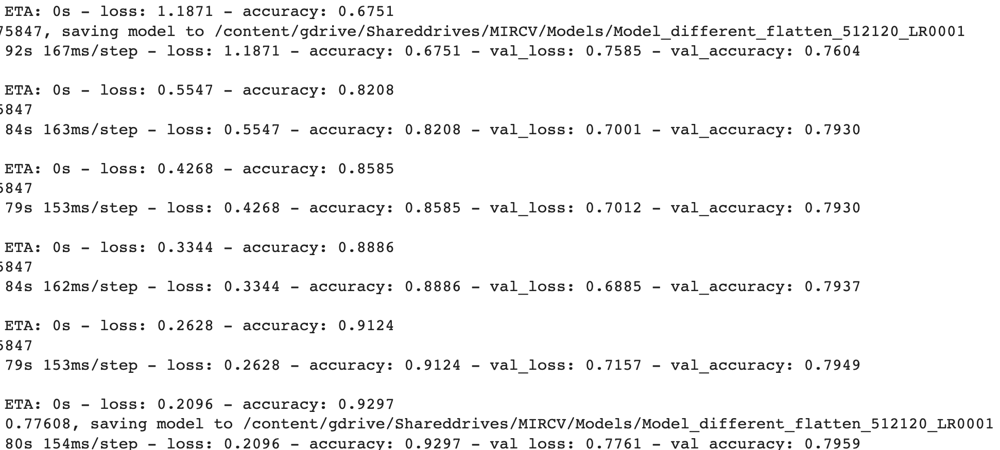 ETA: 0s - loss: 1.1871 - accuracy: 0.6751
75847, saving model to /content/gdrive/Shareddrives/MIRCV/Models/Model_different_flatten_512120_LR0001
92s 167ms/step - loss: 1.1871 - accuracy: 0.6751 - val_loss: 0.7585 - val_accuracy: 0.7604
ETA: 0s - loss: 0.5547 - accuracy: 0.8208
5847
84s 163ms/step - loss: 0.5547 - accuracy: 0.8208 - val_loss: 0.7001 - val_accuracy: 0.7930
ETA: 0s - loss: 0.4268 - accuracy: 0.8585
5847
79s 153ms/step - loss: 0.4268 - accuracy: 0.8585 - val_loss: 0.7012 - val_accuracy: 0.7930
ETA: 0s - loss: 0.3344 - accuracy: 0.8886
5847
84s 162ms/step - loss: 0.3344 - accuracy: 0.8886 - val_loss: 0.6885 - val_accuracy: 0.7937
ETA: 0s - loss: 0.2628 - accuracy: 0.9124
5847
79s 153ms/step - loss: 0.2628 - accuracy: 0.9124 - val_loss: 0.7157 - val_accuracy: 0.7949
ETA: 0s - loss: 0.2096 - accuracy: 0.9297
0.77608, saving model to /content/gdrive/Shareddrives/MIRCV/Models/Model_different_flatten_512120_LR0001
80s 154ms/step - loss: 0.2096 - accuracy: 0.9297 - val_loss: 0.7761 - val_accuracy: 0.7959